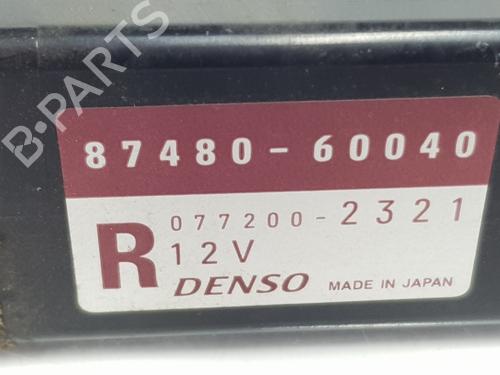 B-PARTS
87480-60040
R 077200-2321
12V
DENSO MADE IN JAPAN